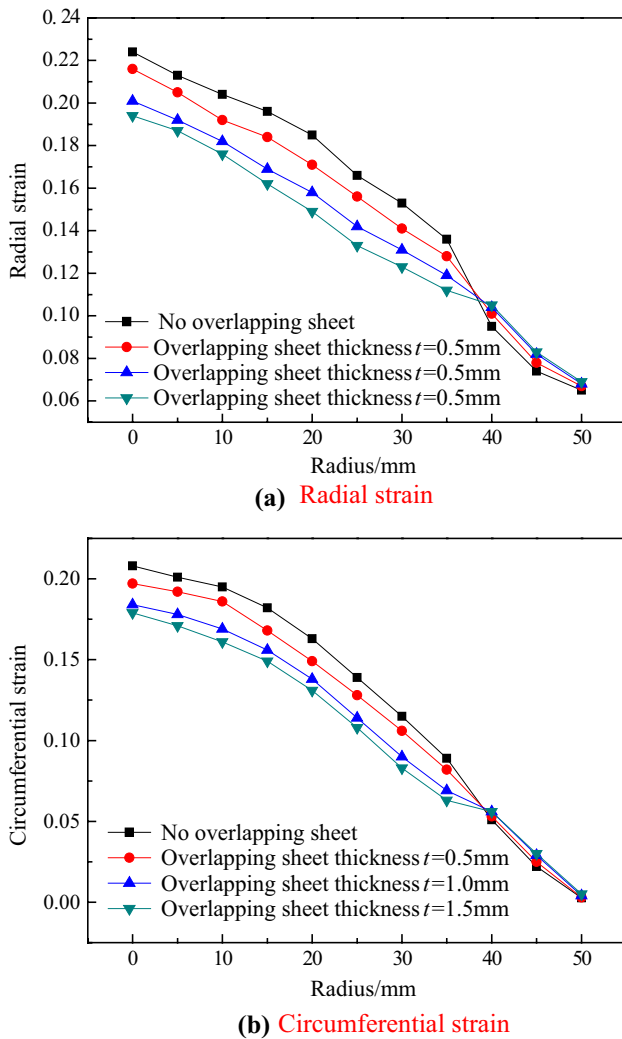 0.24
0.22
0.20
0.18
0.16
0.14
0.12
0.10
0.08
0.06
Radial strain
No overlapping sheet
Overlapping sheet thickness t=0.5mm
Overlapping sheet thickness t=0.5mm
Overlapping sheet thickness t=0.5mm
0 10 20 30 40 50
Radius/mm
(a) Radial strain
0.20
0.15
0.10
0.05
0.00
Circumferential strain
No overlapping sheet
Overlapping sheet thickness t=0.5mm
Overlapping sheet thickness t=1.0mm
Overlapping sheet thickness t=1.5mm
0 10 20 30 40 50
Radius/mm
(b) Circumferential strain